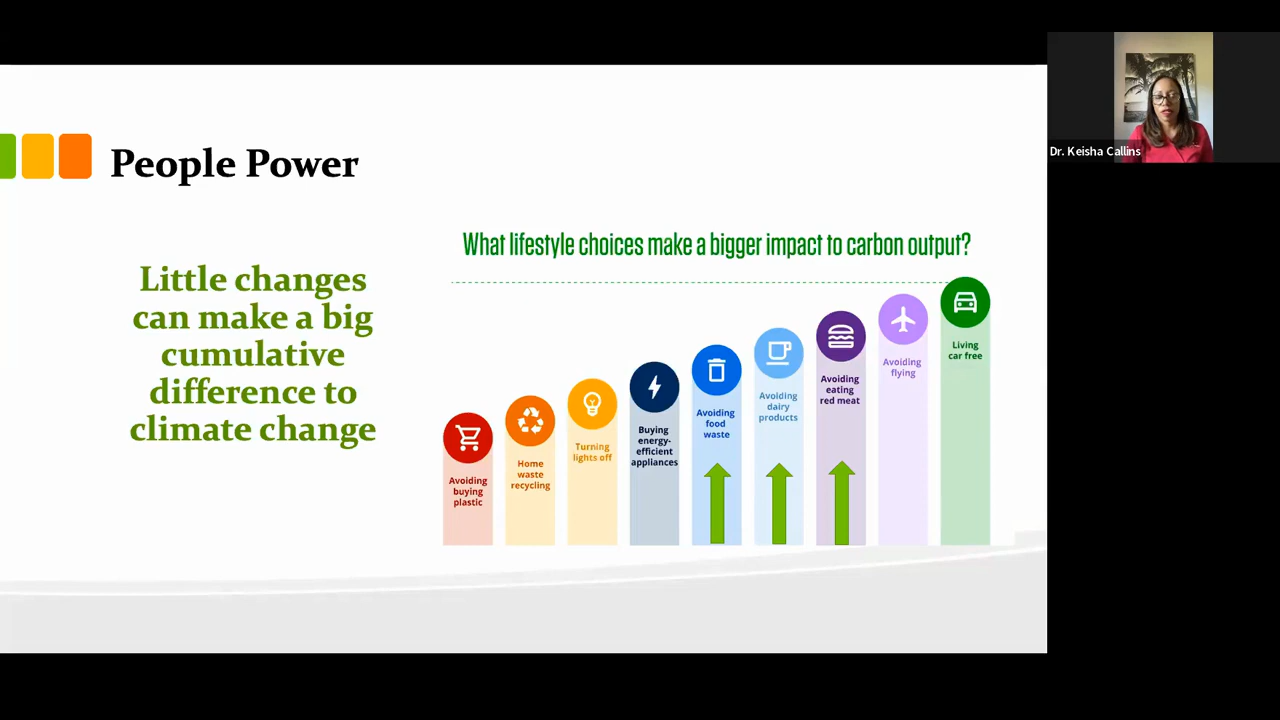 People Power
Little changes
can make a big
cumulative
difference to
climate change
What lifestyle choices make a bigger impact to carbon output?
Avoiding
buying
plastic
Home
waste
recycling
Turning
lights off
Buying
energy-
efficient
appliances
Avoiding
food
waste
Avoiding
dairy
products
Avoiding
eating
red meat
Avoiding
flying
Living
car free
Dr. Keisha Callins